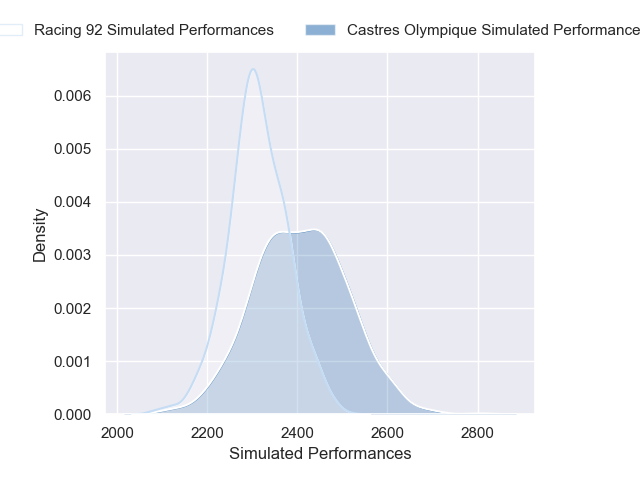 Racing 92 Simulated Performances
Castres Olympique Simulated Performance
0.006
0.005
0.004
0.003
0.002
0.001
0.000
Density
2000 2200 2400 2600 2800
Simulated Performances